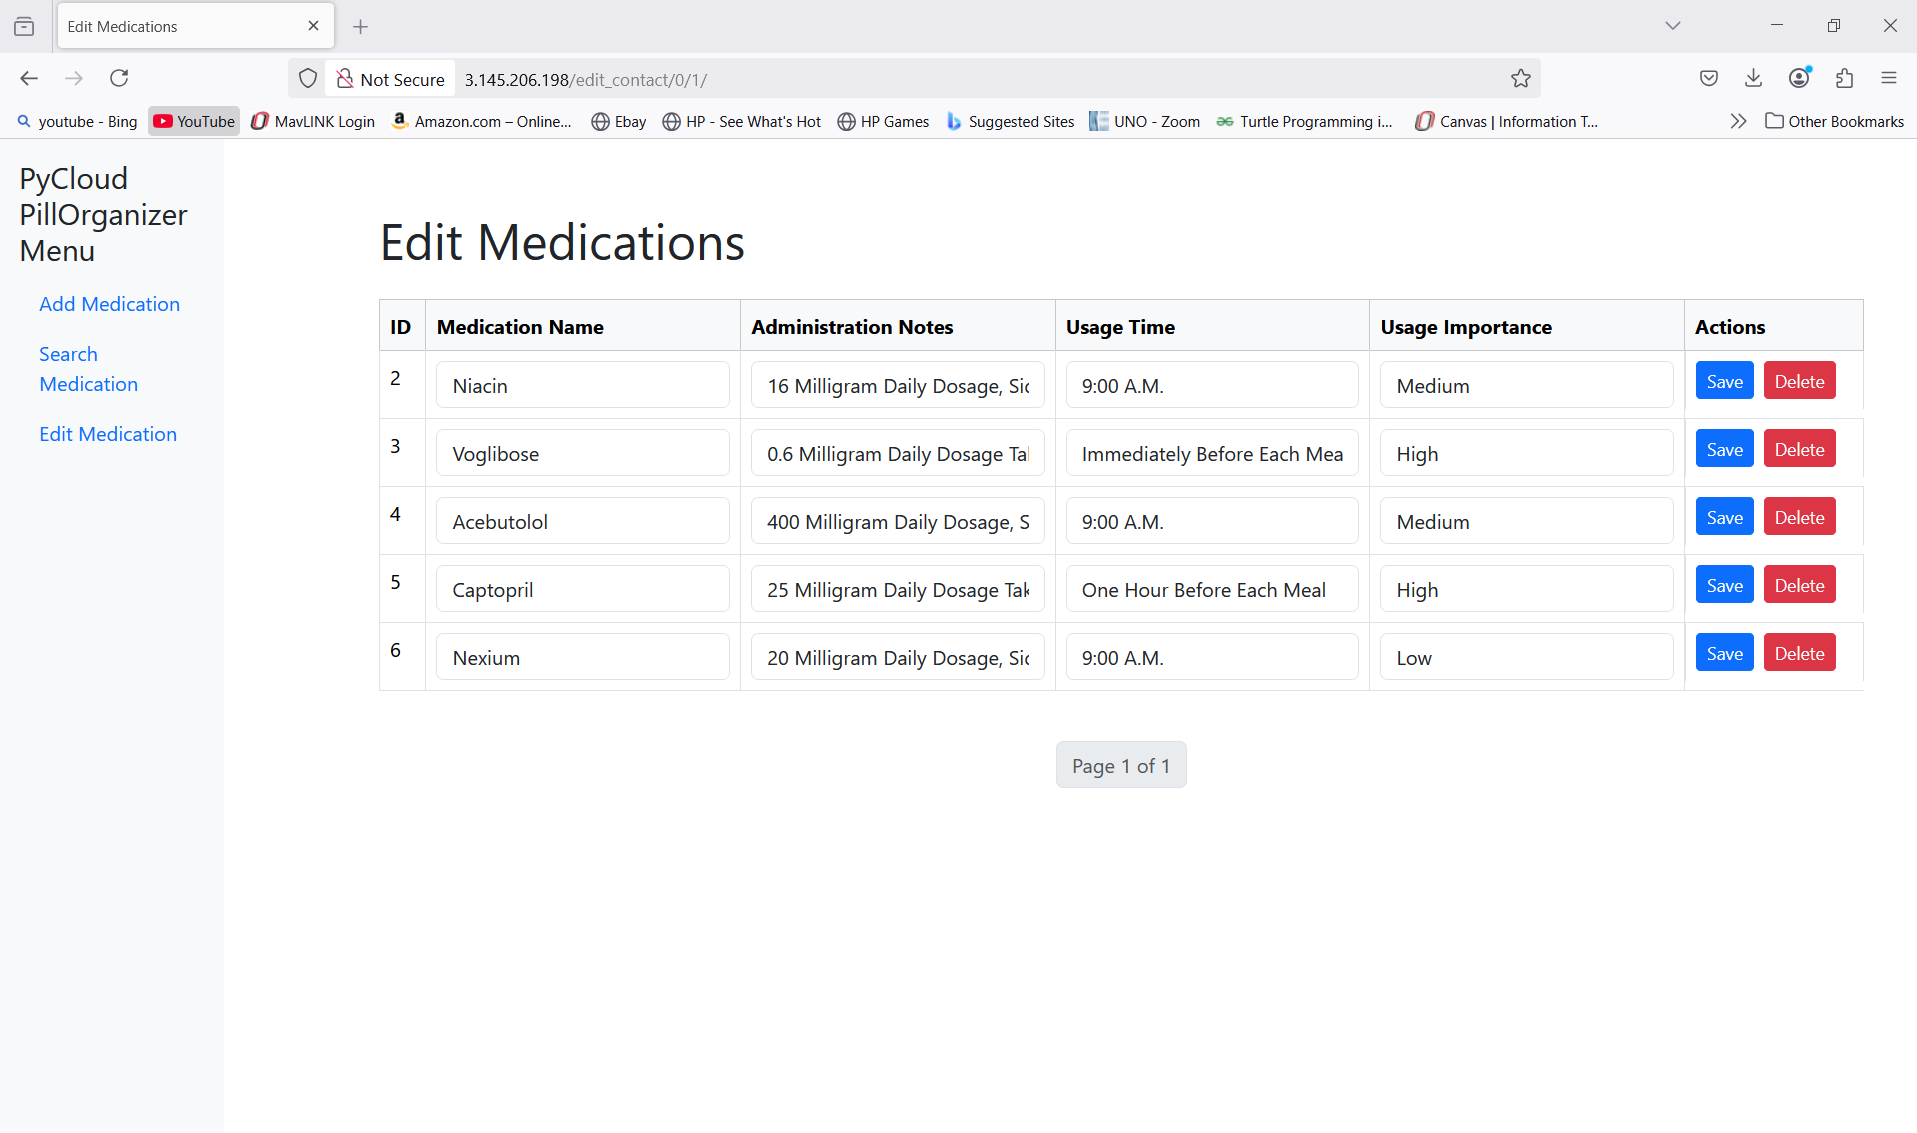 Edit Medications
Not Secure 3.145.206.198/edit_contact/0/1/
youtube - Bing YouTube MavLINK Login Amazon.com – Online... Ebay HP - See What's Hot HP Games Suggested Sites UNO - Zoom Turtle Programming i... Canvas | Information T... Other Bookmarks
PyCloud
PillOrganizer
Menu
Add Medication
Search
Medication
Edit Medication
Edit Medications
ID Medication Name Administration Notes Usage Time Usage Importance Actions
2 Niacin 16 Milligram Daily Dosage, Sid 9:00 A.M. Medium Save Delete
3 Voglibose 0.6 Milligram Daily Dosage Tal Immediately Before Each Mea High Save Delete
4 Acebutolol 400 Milligram Daily Dosage, S 9:00 A.M. Medium Save Delete
5 Captopril 25 Milligram Daily Dosage Tak One Hour Before Each Meal High Save Delete
6 Nexium 20 Milligram Daily Dosage, Sid 9:00 A.M. Low Save Delete
Page 1 of 1